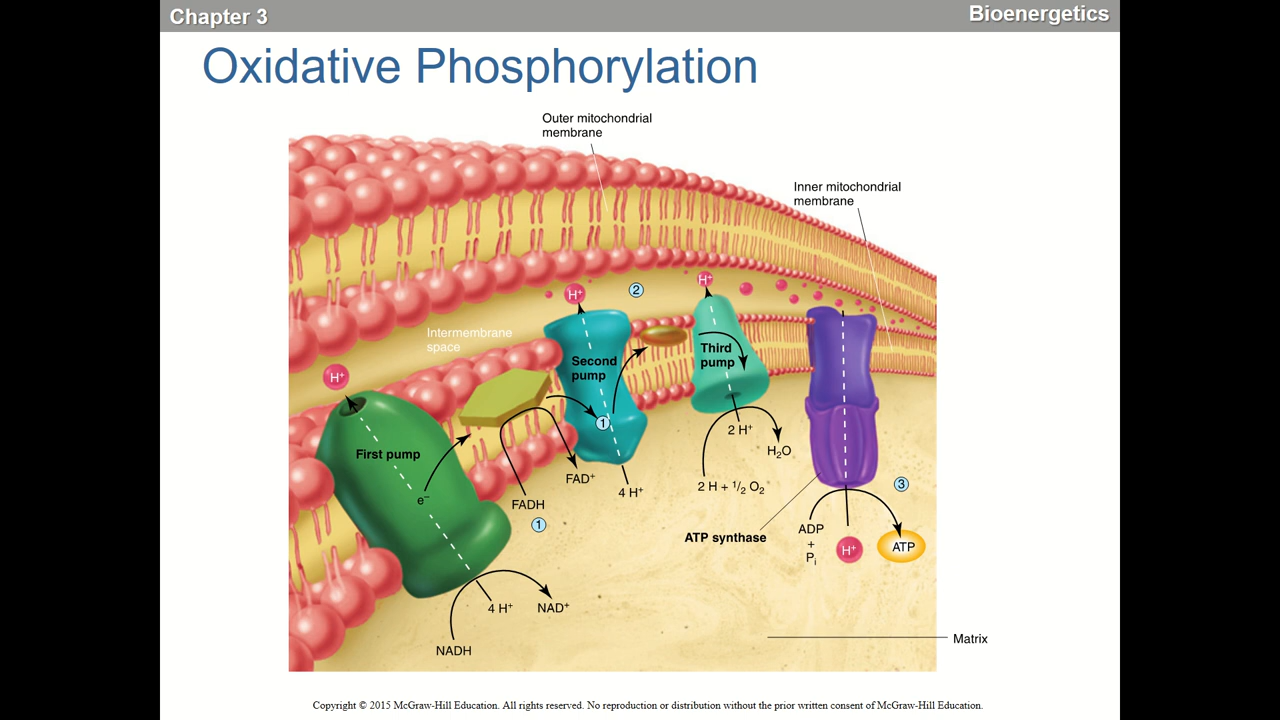 Chapter 3
Bioenergetics
Oxidative Phosphorylation
Outer mitochondrial
membrane
Inner mitochondrial
membrane
H⁺
2
H⁺
Intermembrane
space
Second
pump
Third
pump
H⁺
1
First pump
e⁻
FAD⁺
4 H⁺
2 H⁺
H₂O
2 H + ½ O₂
FADH
1
3
ATP synthase
ADP
+
Pᵢ
H⁺
ATP
4 H⁺
NAD⁺
NADH
Matrix
Copyright © 2015 McGraw-Hill Education. All rights reserved. No reproduction or distribution without the prior written consent of McGraw-Hill Education.